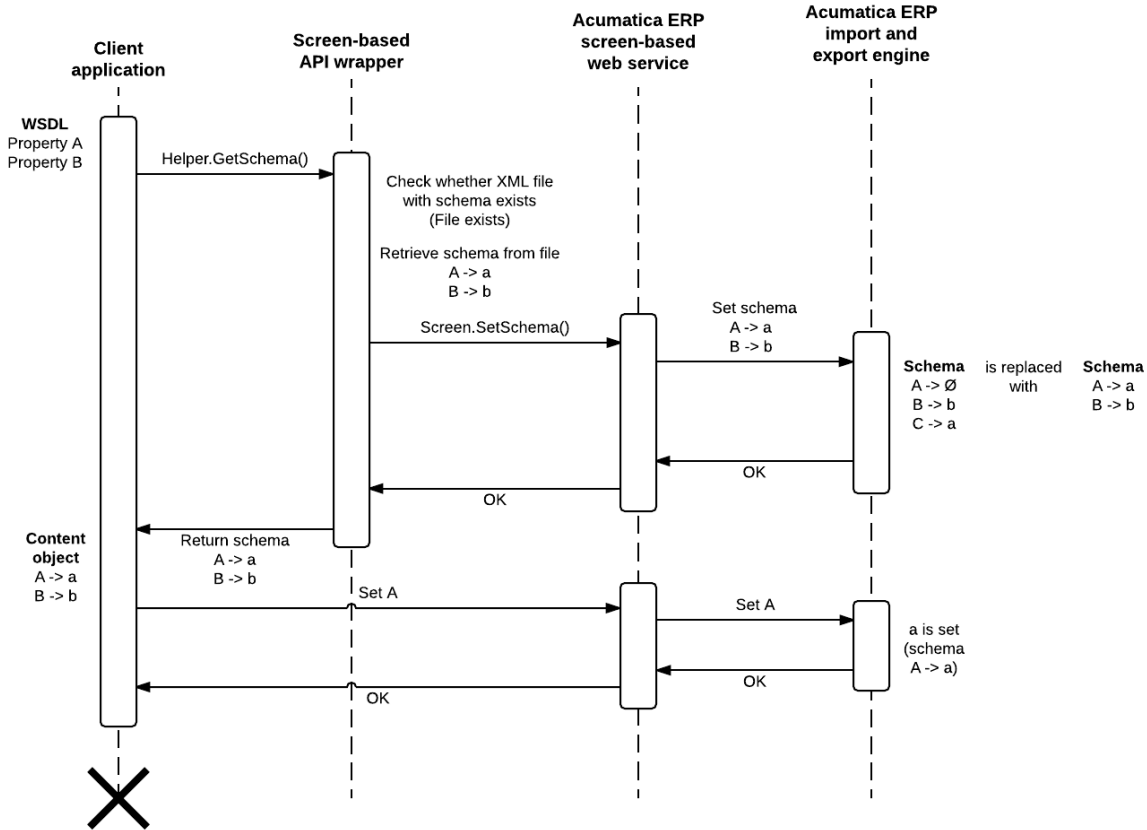 Client
application
Screen-based
API wrapper
Acumatica ERP
screen-based
web service
Acumatica ERP
import and
export engine
WSDL
Property A
Property B
Helper.GetSchema()
Check whether XML file
with schema exists
(File exists)
Retrieve schema from file
A -> a
B -> b
Screen.SetSchema()
Set schema
A -> a
B -> b
Schema
A -> Ø
B -> b
C -> a
is replaced
with
Schema
A -> a
B -> b
OK
OK
Return schema
A -> a
B -> b
Content
object
A -> a
B -> b
Set A
Set A
a is set
(schema
A -> a)
OK
OK